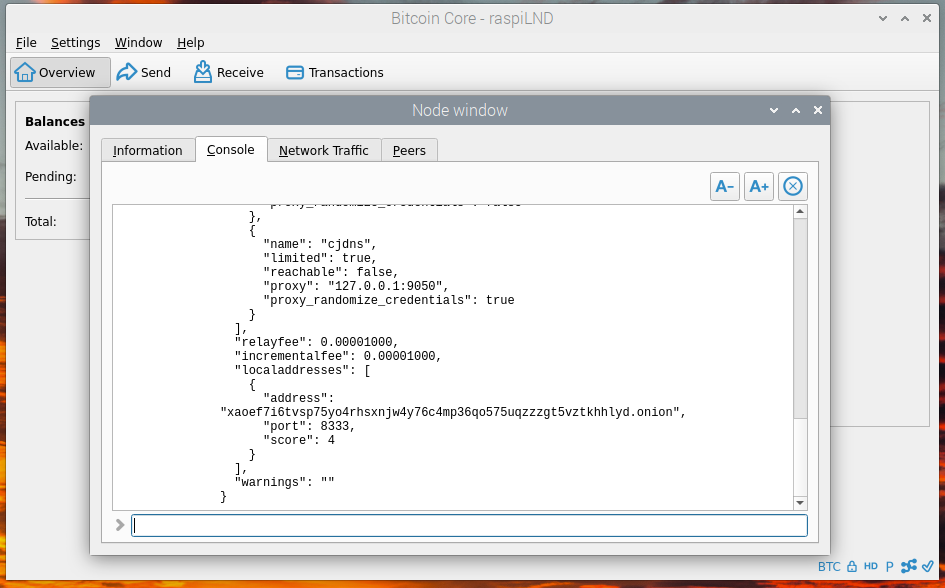 Bitcoin Core - raspiLND
File Settings Window Help
Overview Send Receive Transactions
Balances
Available:
Pending:
Total:
Node window
Information Console Network Traffic Peers
A- A+
"proxy_randomize_credentials": false
},
{
"name": "cjdns",
"limited": true,
"reachable": false,
"proxy": "127.0.0.1:9050",
"proxy_randomize_credentials": true
}
],
"relayfee": 0.00001000,
"incrementalfee": 0.00001000,
"localaddresses": [
{
"address":
"xaoef7i6tvsp75yo4rhsxnjw4y76c4mp36qo575uqzzzgt5vztkhhlyd.onion",
"port": 8333,
"score": 4
}
],
"warnings": ""
}
BTC HD P